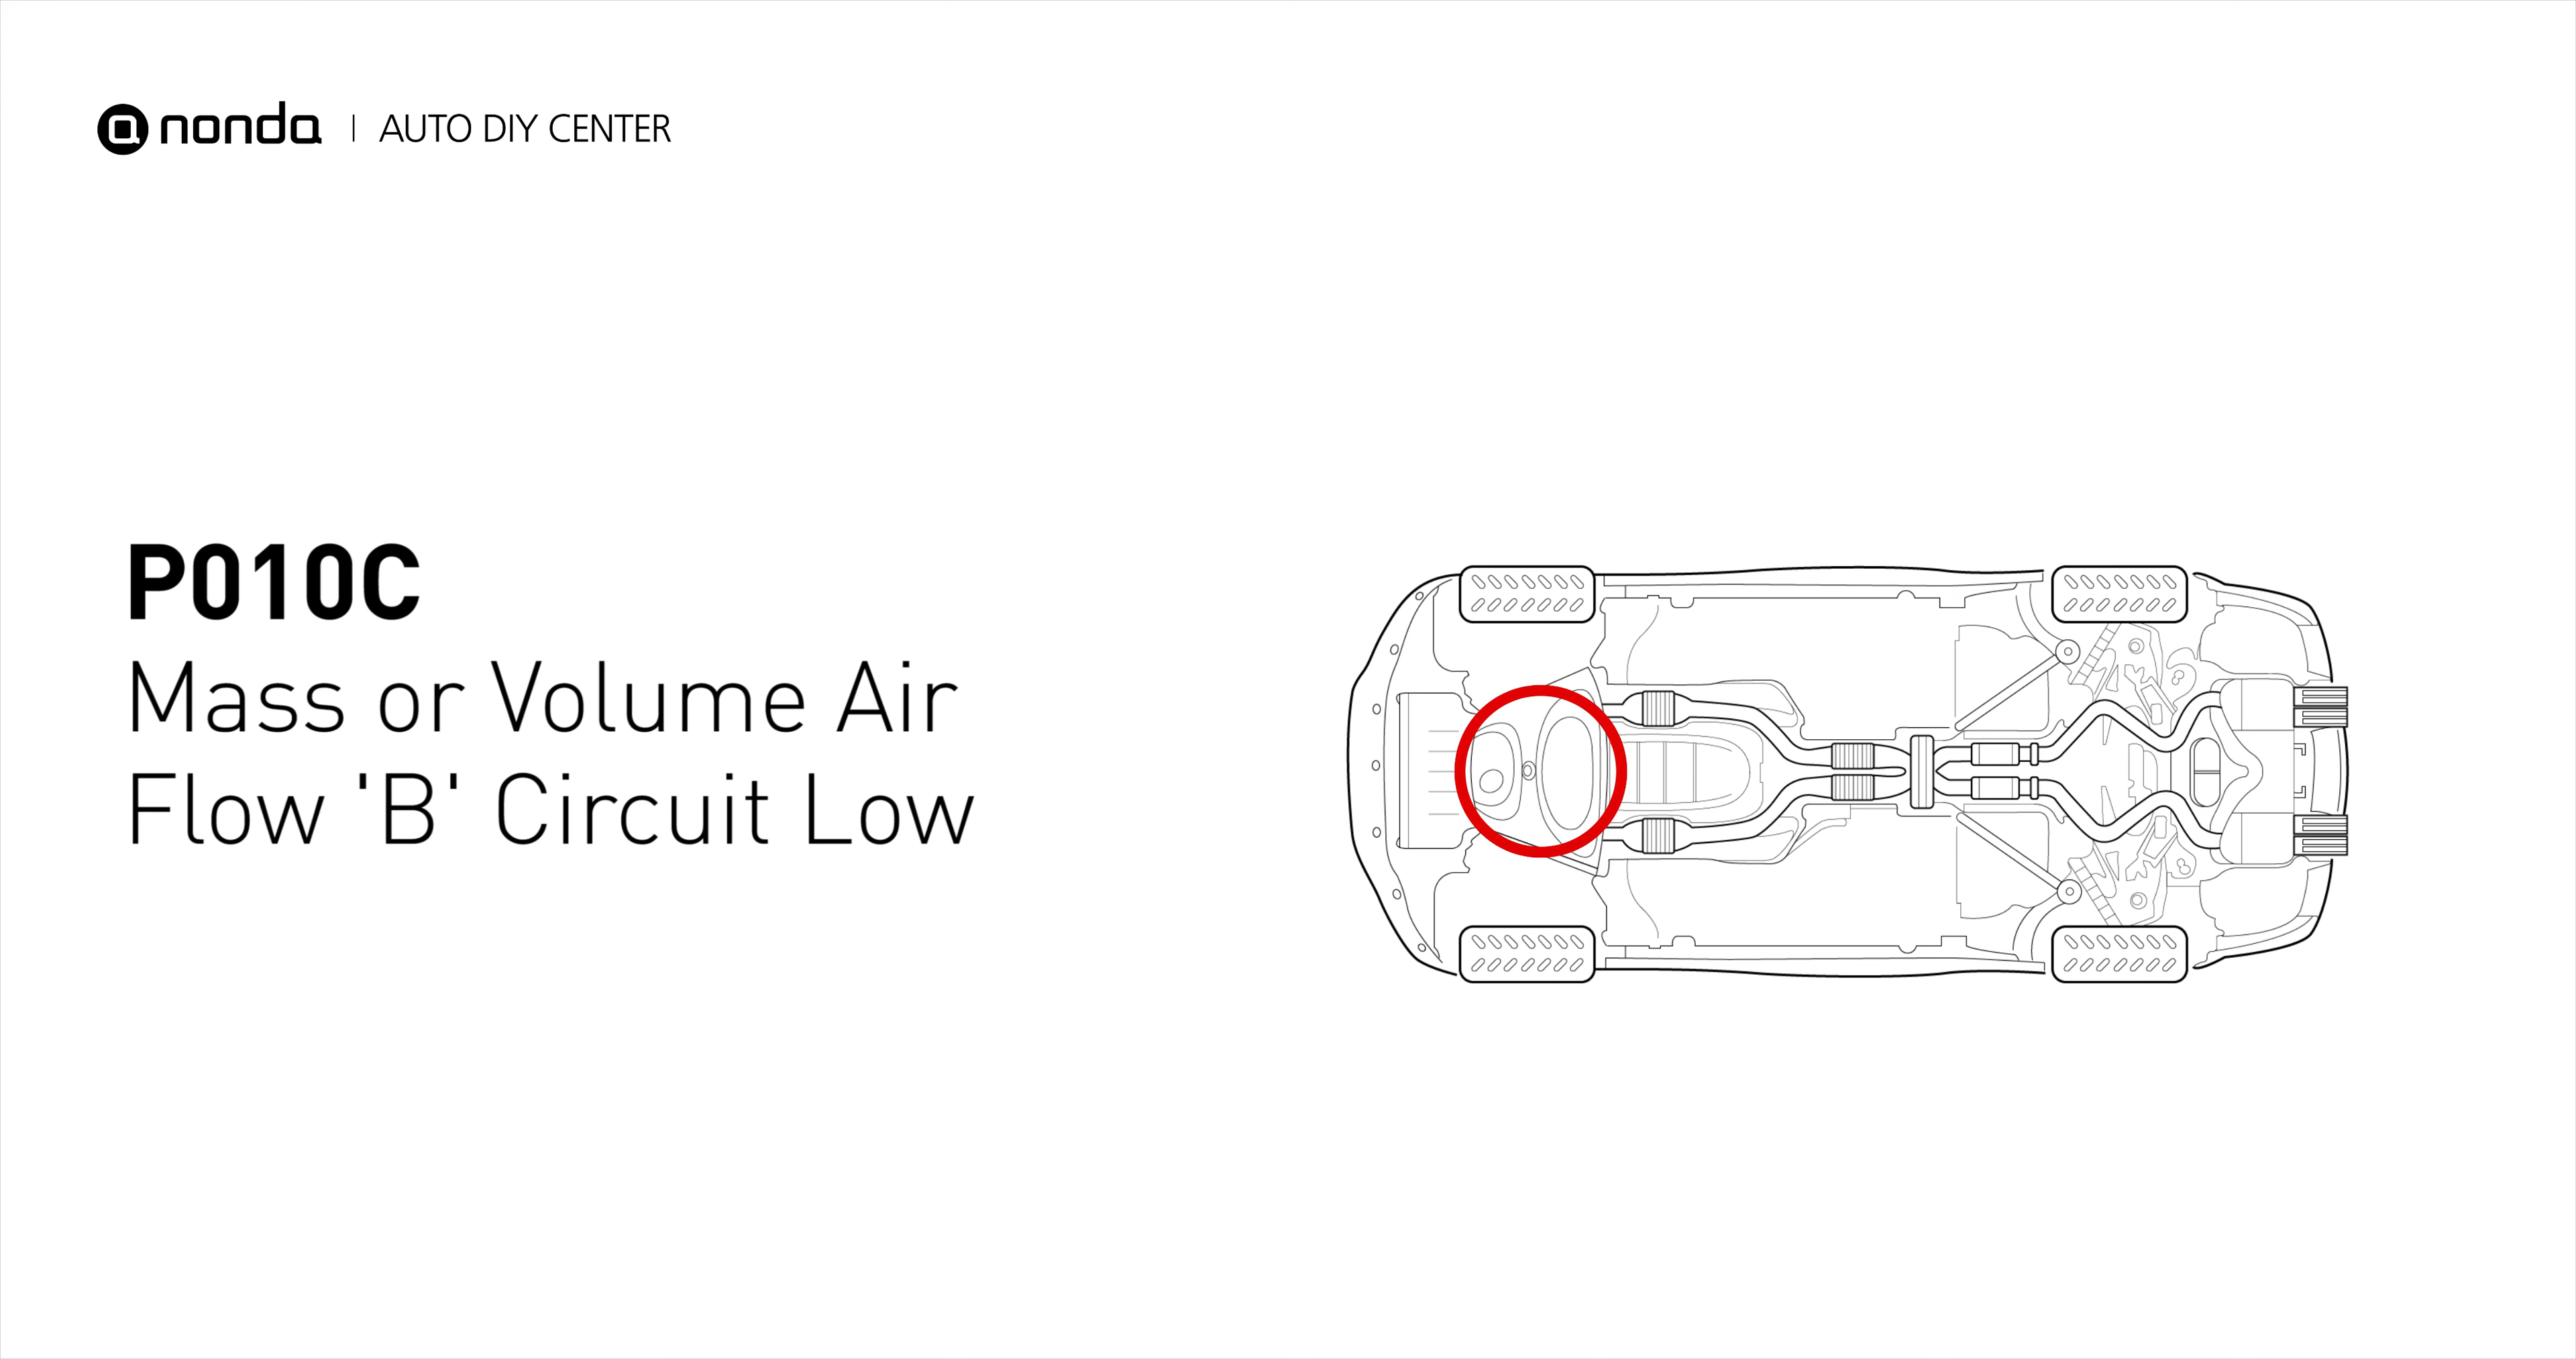 nonda | AUTO DIY CENTER
P010C
Mass or Volume Air
Flow 'B' Circuit Low